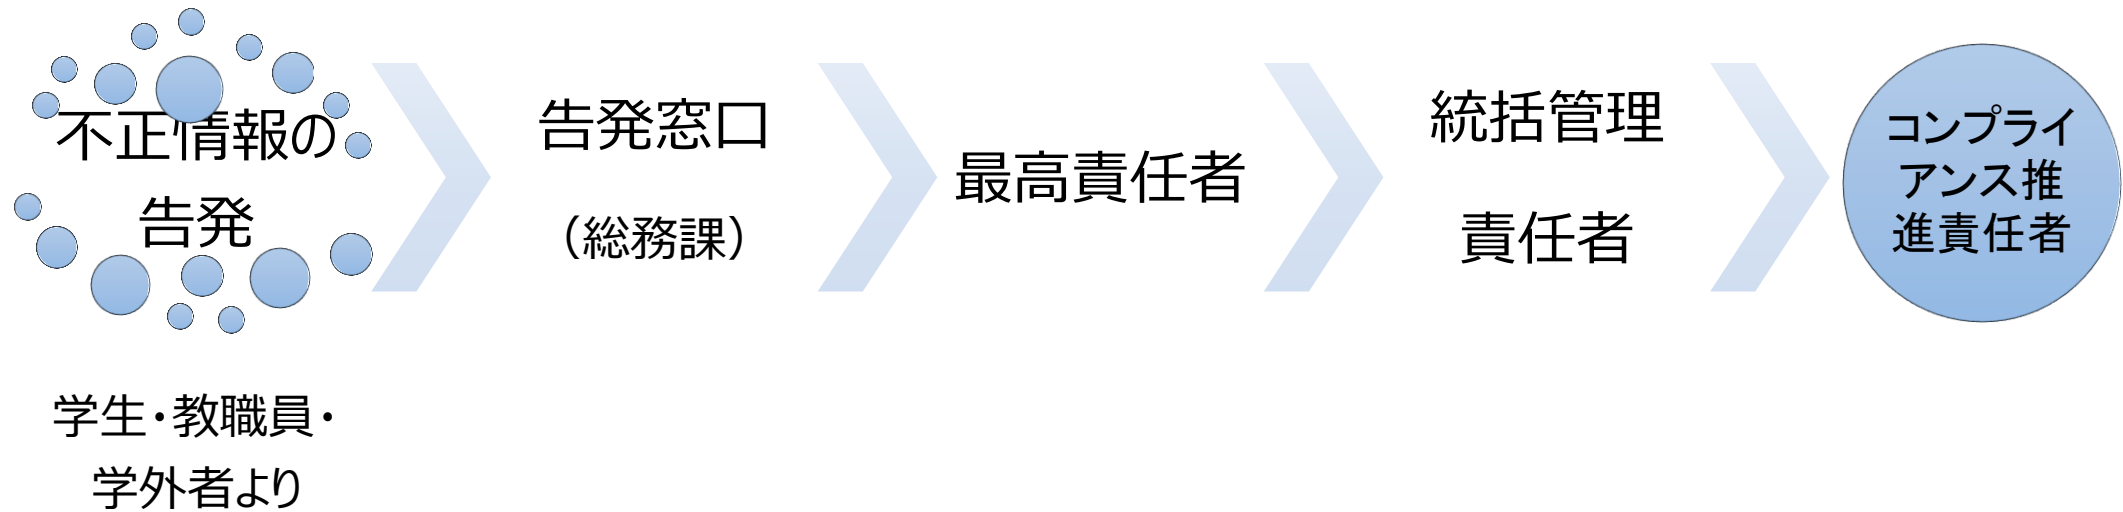 不正情報の
告発
学生・教職員・
学外者より
告発窓口
（総務課）
最高責任者
統括管理
責任者
コンプライ
アンス推
進責任者